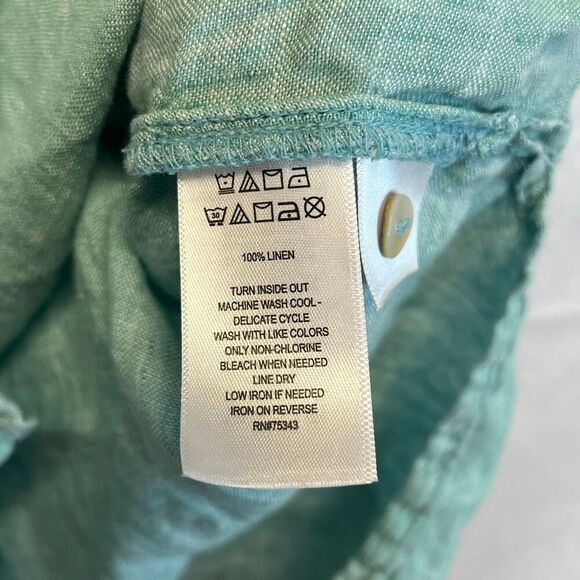 30
100% LINEN
TURN INSIDE OUT
MACHINE WASH COOL -
DELICATE CYCLE
WASH WITH LIKE COLORS
ONLY NON-CHLORINE
BLEACH WHEN NEEDED
LINE DRY
LOW IRON IF NEEDED
IRON ON REVERSE
RN#75343